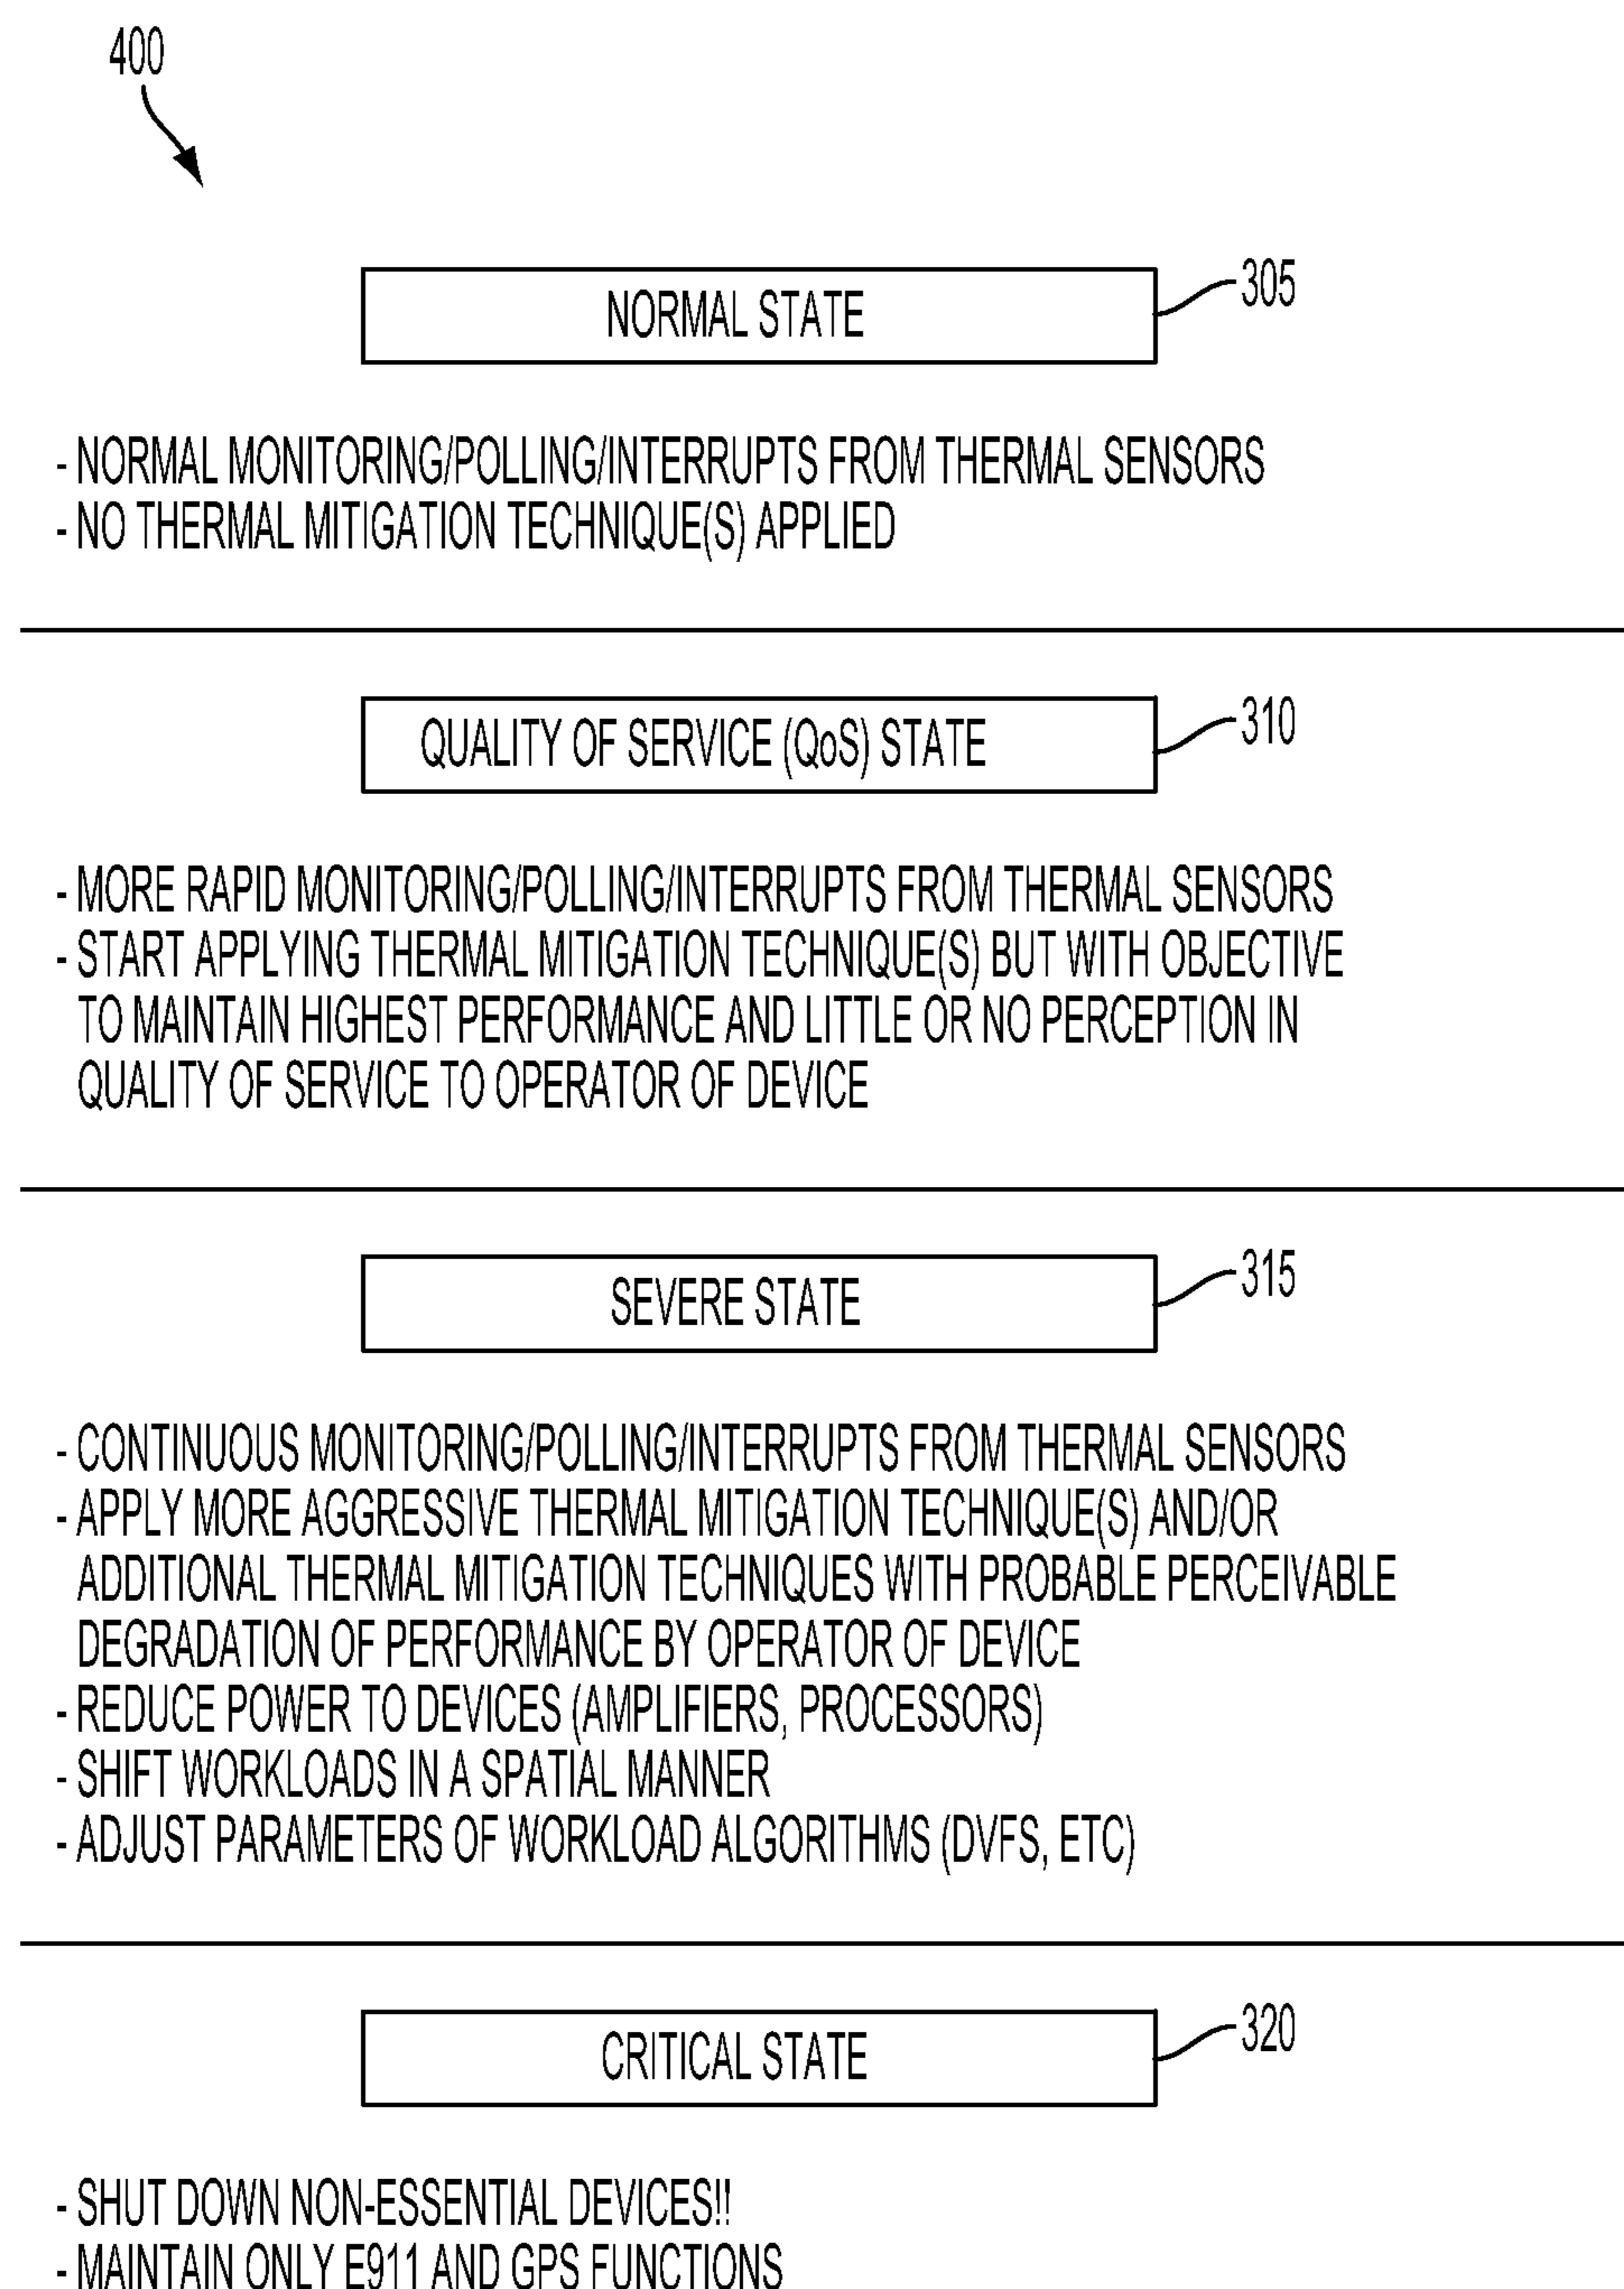 400
NORMAL STATE
305
- NORMAL MONITORING/POLLING/INTERRUPTS FROM THERMAL SENSORS
- NO THERMAL MITIGATION TECHNIQUE(S) APPLIED
QUALITY OF SERVICE (QoS) STATE
310
- MORE RAPID MONITORING/POLLING/INTERRUPTS FROM THERMAL SENSORS
- START APPLYING THERMAL MITIGATION TECHNIQUE(S) BUT WITH OBJECTIVE
TO MAINTAIN HIGHEST PERFORMANCE AND LITTLE OR NO PERCEPTION IN
QUALITY OF SERVICE TO OPERATOR OF DEVICE
SEVERE STATE
315
- CONTINUOUS MONITORING/POLLING/INTERRUPTS FROM THERMAL SENSORS
- APPLY MORE AGGRESSIVE THERMAL MITIGATION TECHNIQUE(S) AND/OR
ADDITIONAL THERMAL MITIGATION TECHNIQUES WITH PROBABLE PERCEIVABLE
DEGRADATION OF PERFORMANCE BY OPERATOR OF DEVICE
- REDUCE POWER TO DEVICES (AMPLIFIERS, PROCESSORS)
- SHIFT WORKLOADS IN A SPATIAL MANNER
- ADJUST PARAMETERS OF WORKLOAD ALGORITHMS (DVFS, ETC)
CRITICAL STATE
320
- SHUT DOWN NON-ESSENTIAL DEVICES!!
- MAINTAIN ONLY E911 AND GPS FUNCTIONS